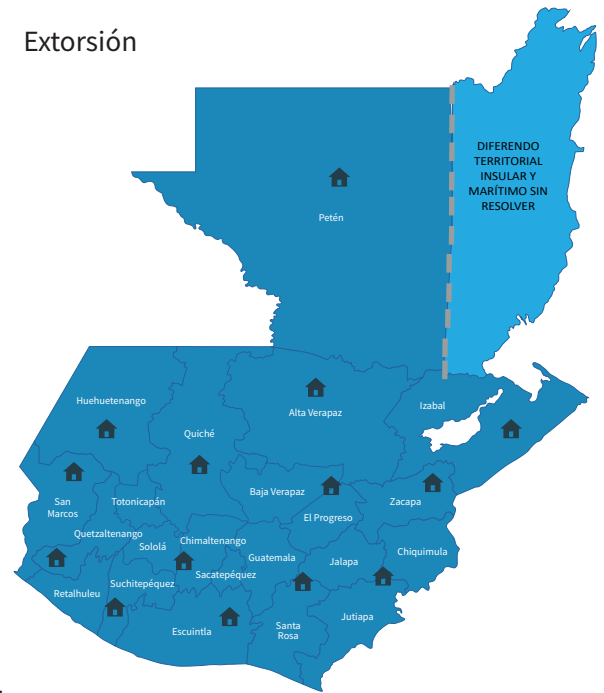 Extorsión
DIFERENDO
TERRITORIAL
INSULAR Y
MARÍTIMO SIN
RESOLVER
Petén
Huehuetenango
Quiché
Alta Verapaz
Izabal
San
Marcos
Totonicapán
Baja Verapaz
Zacapa
El Progreso
Quetzaltenango
Sololá
Chimaltenango
Guatemala
Jalapa
Chiquimula
Retalhuleu
Suchitepéquez
Sacatepéquez
Escuintla
Santa
Rosa
Jutiapa